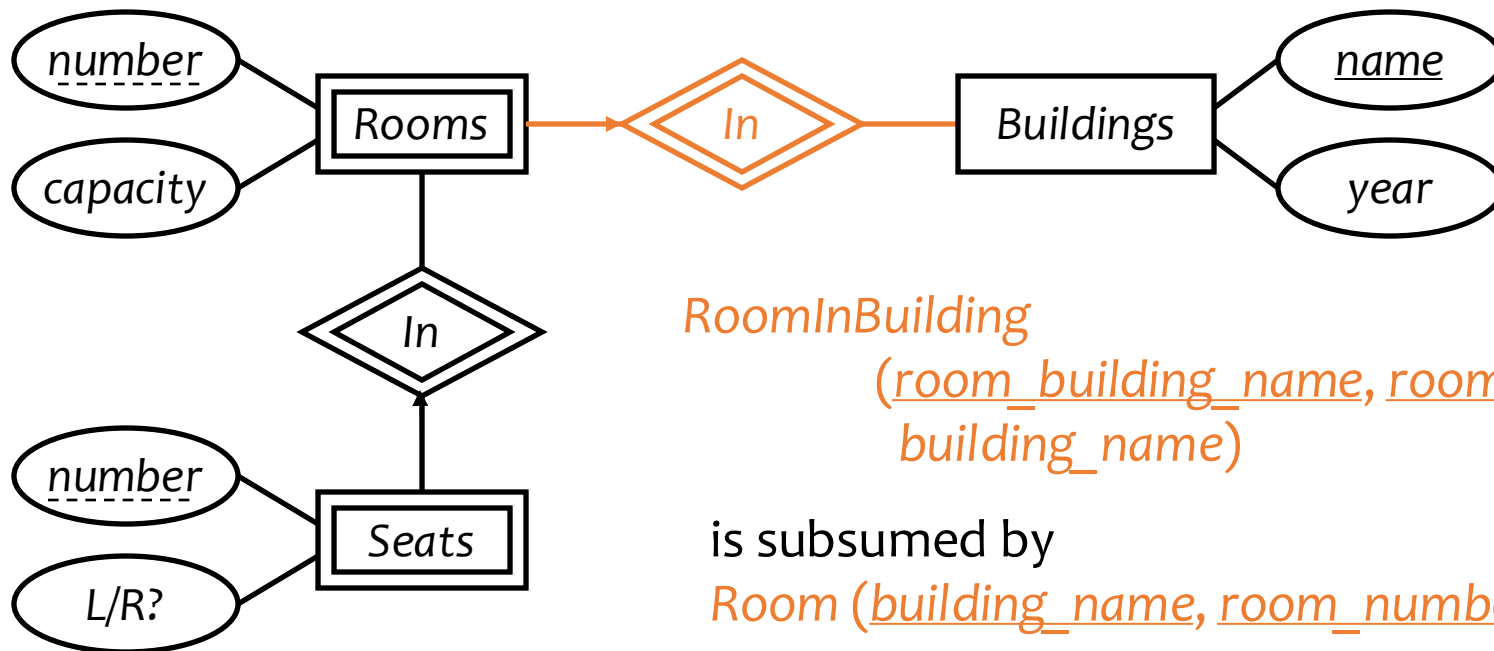 number
Rooms
In
Buildings
name
capacity
year
In
RoomInBuilding
(room_building_name, room
building_name)
number
Seats
is subsumed by
L/R?
Room (building_name, room_numb